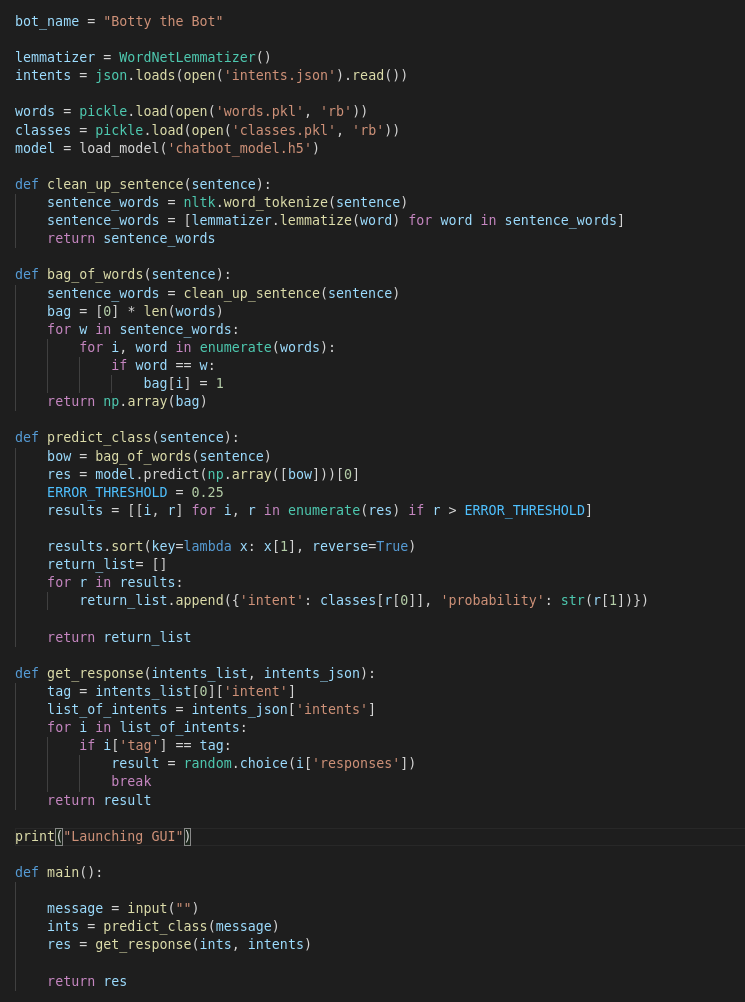 bot_name = "Botty the Bot"

lemmatizer = WordNetLemmatizer()
intents = json.loads(open('intents.json').read())

words = pickle.load(open('words.pkl', 'rb'))
classes = pickle.load(open('classes.pkl', 'rb'))
model = load_model('chatbot_model.h5')

def clean_up_sentence(sentence):
    sentence_words = nltk.word_tokenize(sentence)
    sentence_words = [lemmatizer.lemmatize(word) for word in sentence_words]
    return sentence_words

def bag_of_words(sentence):
    sentence_words = clean_up_sentence(sentence)
    bag = [0] * len(words)
    for w in sentence_words:
        for i, word in enumerate(words):
            if word == w:
                bag[i] = 1
    return np.array(bag)

def predict_class(sentence):
    bow = bag_of_words(sentence)
    res = model.predict(np.array([bow]))[0]
    ERROR_THRESHOLD = 0.25
    results = [[i, r] for i, r in enumerate(res) if r > ERROR_THRESHOLD]

    results.sort(key=lambda x: x[1], reverse=True)
    return_list= []
    for r in results:
        return_list.append({'intent': classes[r[0]], 'probability': str(r[1])})

    return return_list

def get_response(intents_list, intents_json):
    tag = intents_list[0]['intent']
    list_of_intents = intents_json['intents']
    for i in list_of_intents:
        if i['tag'] == tag:
            result = random.choice(i['responses'])
            break
    return result

print("Launching GUI")

def main():

    message = input("")
    ints = predict_class(message)
    res = get_response(ints, intents)

    return res